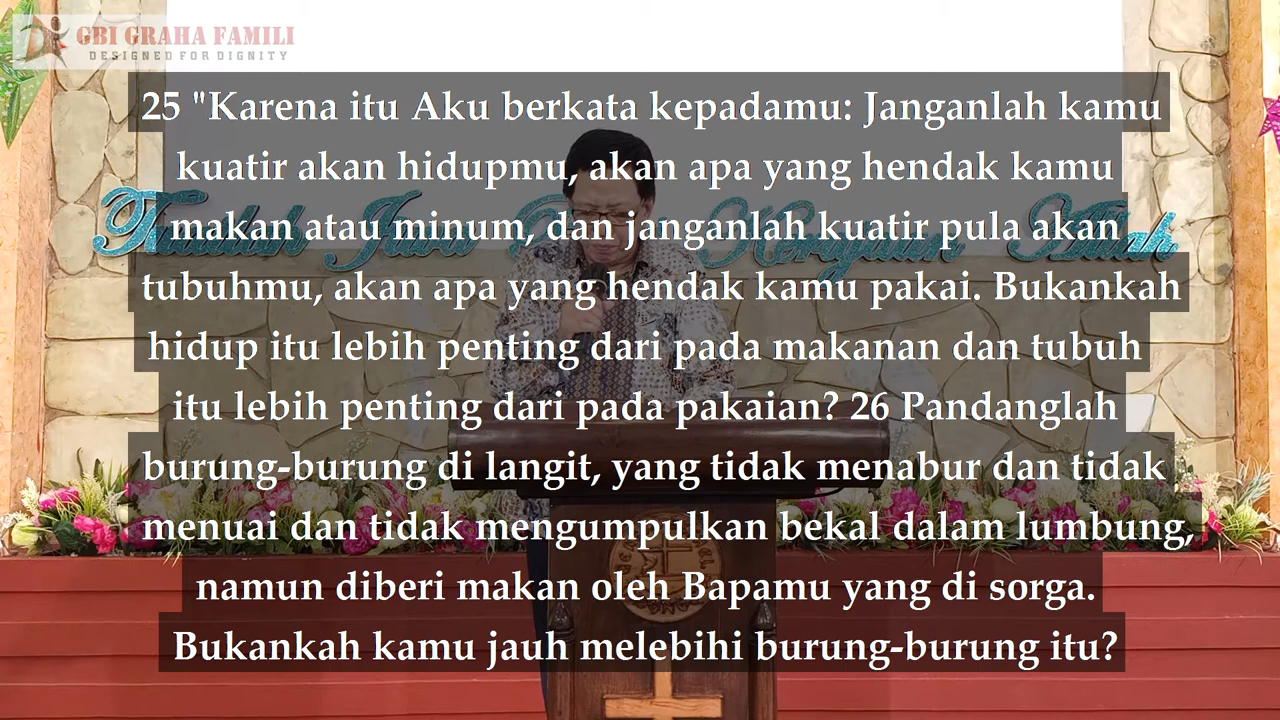 GBI GRAHA FAMILI
DESIGNED FOR DIGNITY
25 "Karena itu Aku berkata kepadamu: Janganlah kamu
kuatir akan hidupmu, akan apa yang hendak kamu
makan atau minum, dan janganlah kuatir pula akan
tubuhmu, akan apa yang hendak kamu pakai. Bukankah
hidup itu lebih penting dari pada makanan dan tubuh
itu lebih penting dari pada pakaian? 26 Pandanglah
burung-burung di langit, yang tidak menabur dan tidak
menuai dan tidak mengumpulkan bekal dalam lumbung,
namun diberi makan oleh Bapamu yang di sorga.
Bukankah kamu jauh melebihi burung-burung itu?